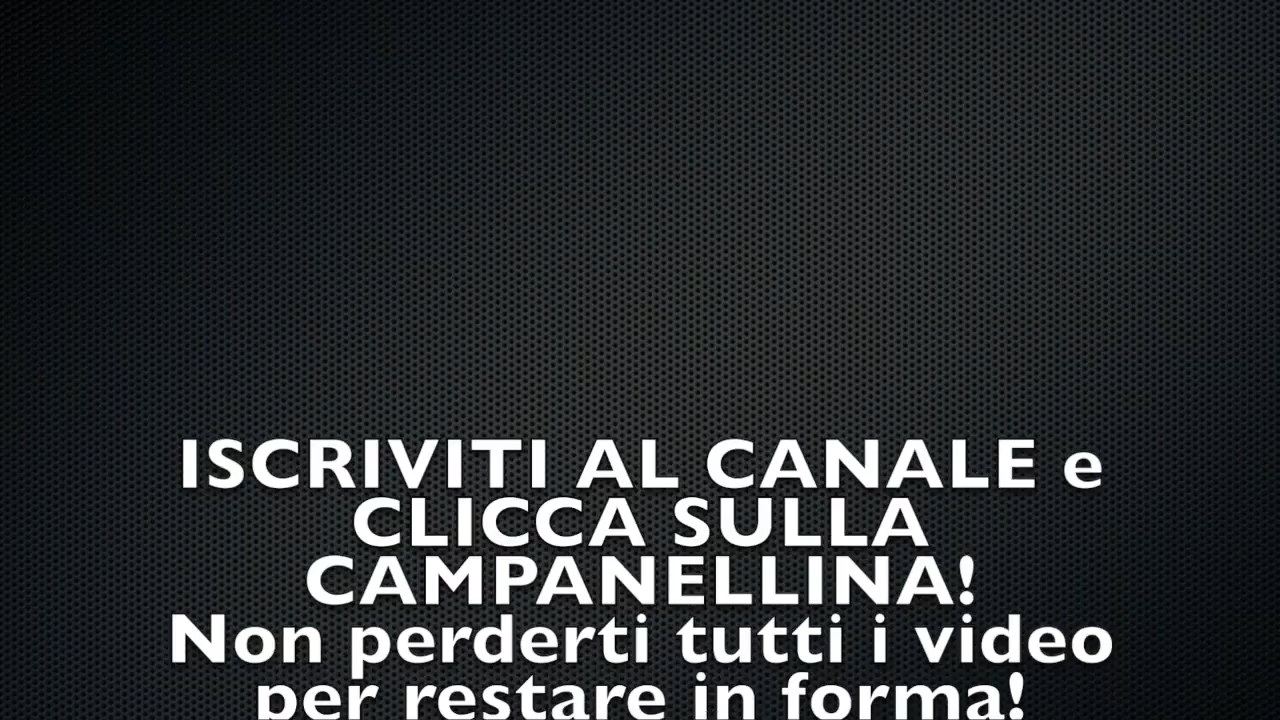 ISCRIVITI AL CANALE e
CLICCA SULLA
CAMPANELLINA!
Non perderti tutti i video
per restare in forma!